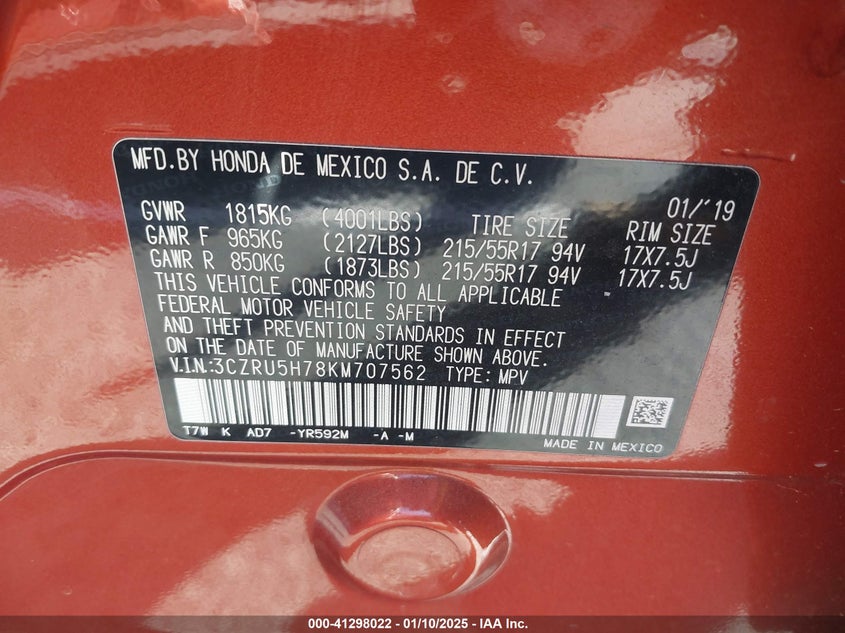 MFD.BY HONDA DE MEXICO S.A. DE C.V.
01/'19
GVWR 1815KG (4001LBS) TIRE SIZE RIM SIZE
GAWR F 965KG (2127LBS) 215/55R17 94V 17X7.5J
GAWR R 850KG (1873LBS) 215/55R17 94V 17X7.5J
THIS VEHICLE CONFORMS TO ALL APPLICABLE
FEDERAL MOTOR VEHICLE SAFETY
AND THEFT PREVENTION STANDARDS IN EFFECT
ON THE DATE OF MANUFACTURE SHOWN ABOVE.
V.I.N.:3CZRU5H78KM707562 TYPE: MPV
T7W K AD7 -YR592M -A -M
MADE IN MEXICO
000-41298022 - 01/10/2025 - IAA Inc.